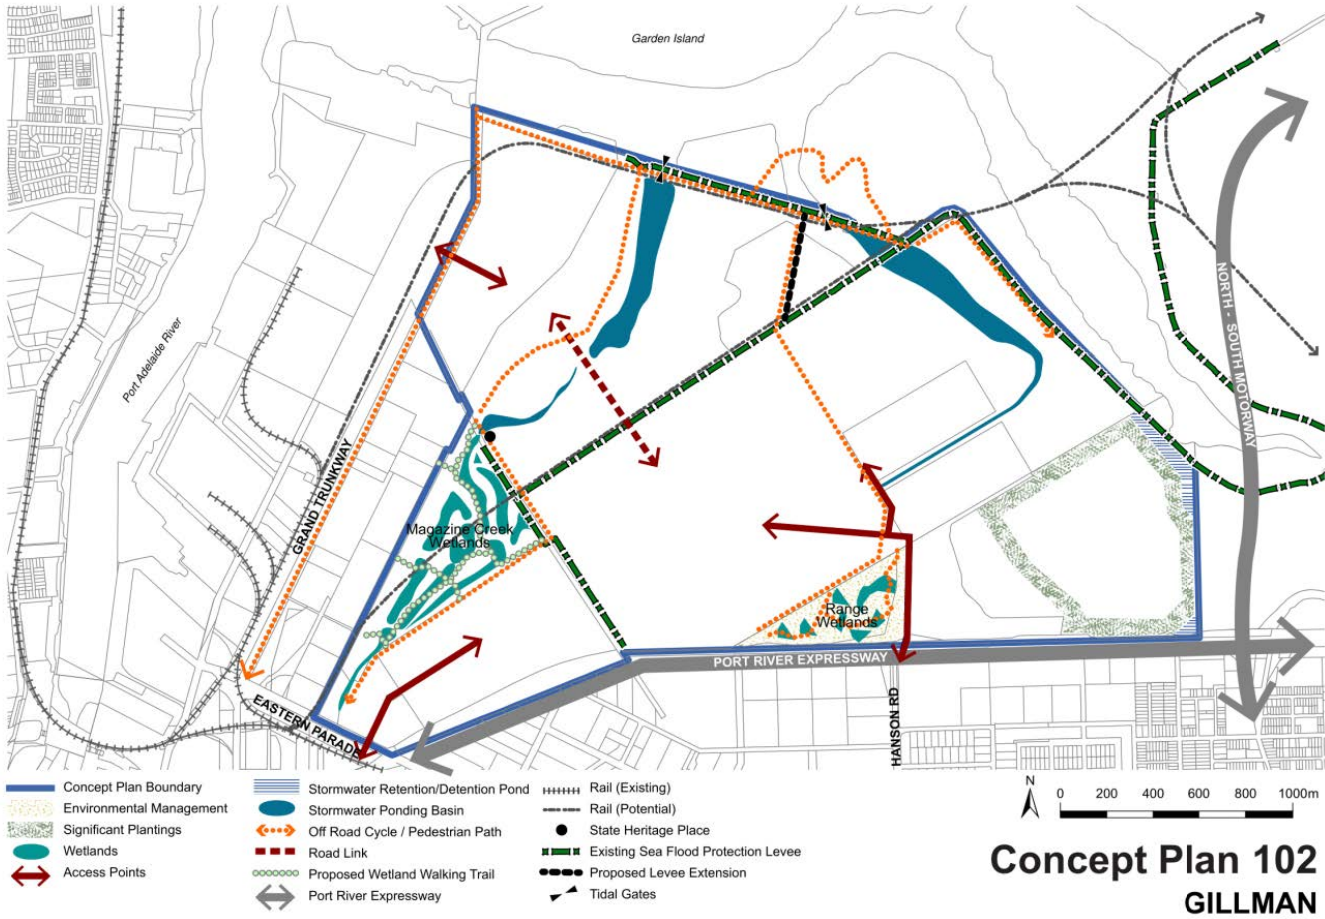 Garden Island
Port Adelaide River
GRAND TRUNKWAY
NORTH - SOUTH MOTORWAY
Magazine Creek
Wetlands
Range
Wetlands
PORT RIVER EXPRESSWAY
EASTERN PARADE
HANSON RD
Concept Plan Boundary
Environmental Management
Significant Plantings
Wetlands
Access Points
Stormwater Retention/Detention Pond
Stormwater Ponding Basin
Off Road Cycle / Pedestrian Path
Road Link
Proposed Wetland Walking Trail
Port River Expressway
Rail (Existing)
Rail (Potential)
State Heritage Place
Existing Sea Flood Protection Levee
Proposed Levee Extension
Tidal Gates
N
0 200 400 600 800 1000m
Concept Plan 102
GILLMAN